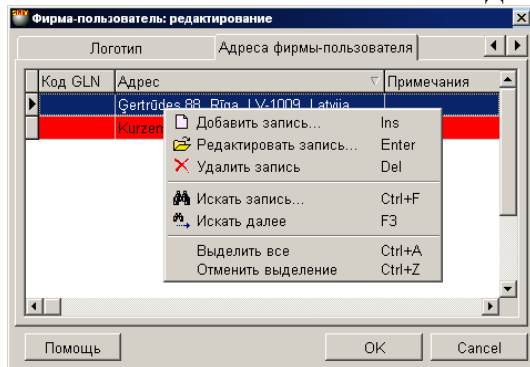 Фирма-пользователь: редактирование
Логотип Адреса фирмы-пользователя
Код GLN Адрес Примечания
Ģertrūdes 88, Rīga, LV-1009, Latvija
Kurzem
Добавить запись... Ins
Редактировать запись... Enter
Удалить запись Del
Искать запись... Ctrl+F
Искать далее F3
Выделить все Ctrl+A
Отменить выделение Ctrl+Z
Помощь OK Cancel